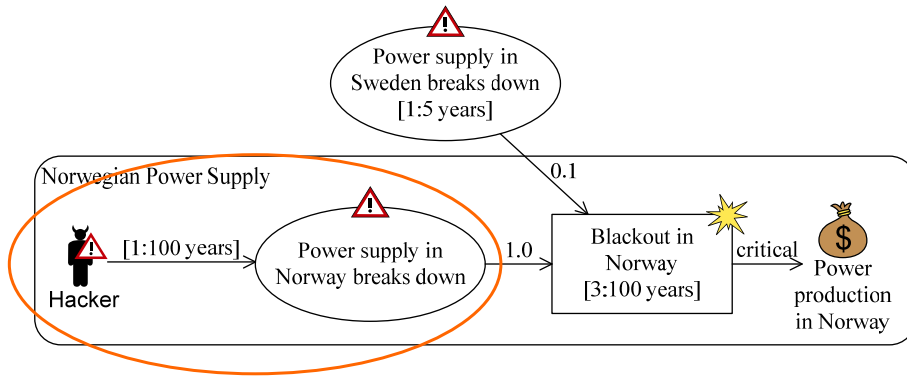 Power supply in
Sweden breaks down
[1:5 years]
0.1
Norwegian Power Supply
Hacker
[1:100 years]
Power supply in
Norway breaks down
1.0
Blackout in
Norway
[3:100 years]
critical
$
Power
production
in Norway